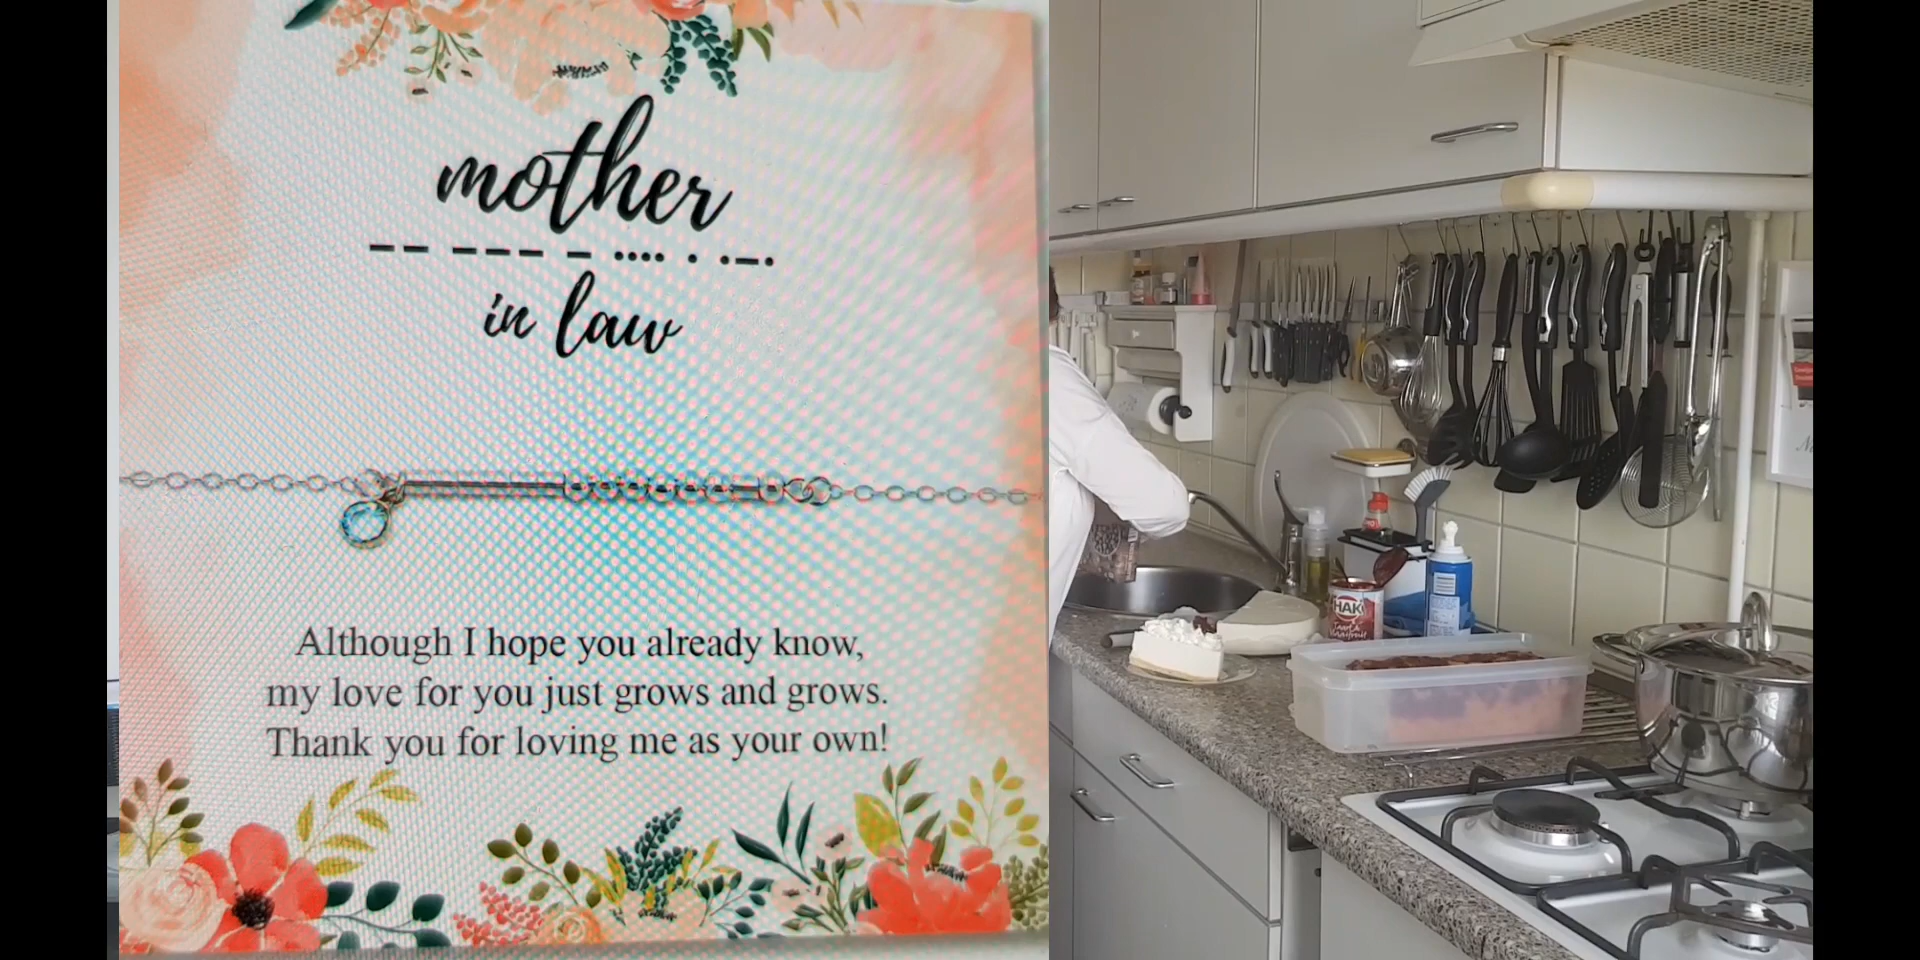 mother
-- --- - .... . .-.
in law
Although I hope you already know,
my love for you just grows and grows.
Thank you for loving me as your own!
HAK